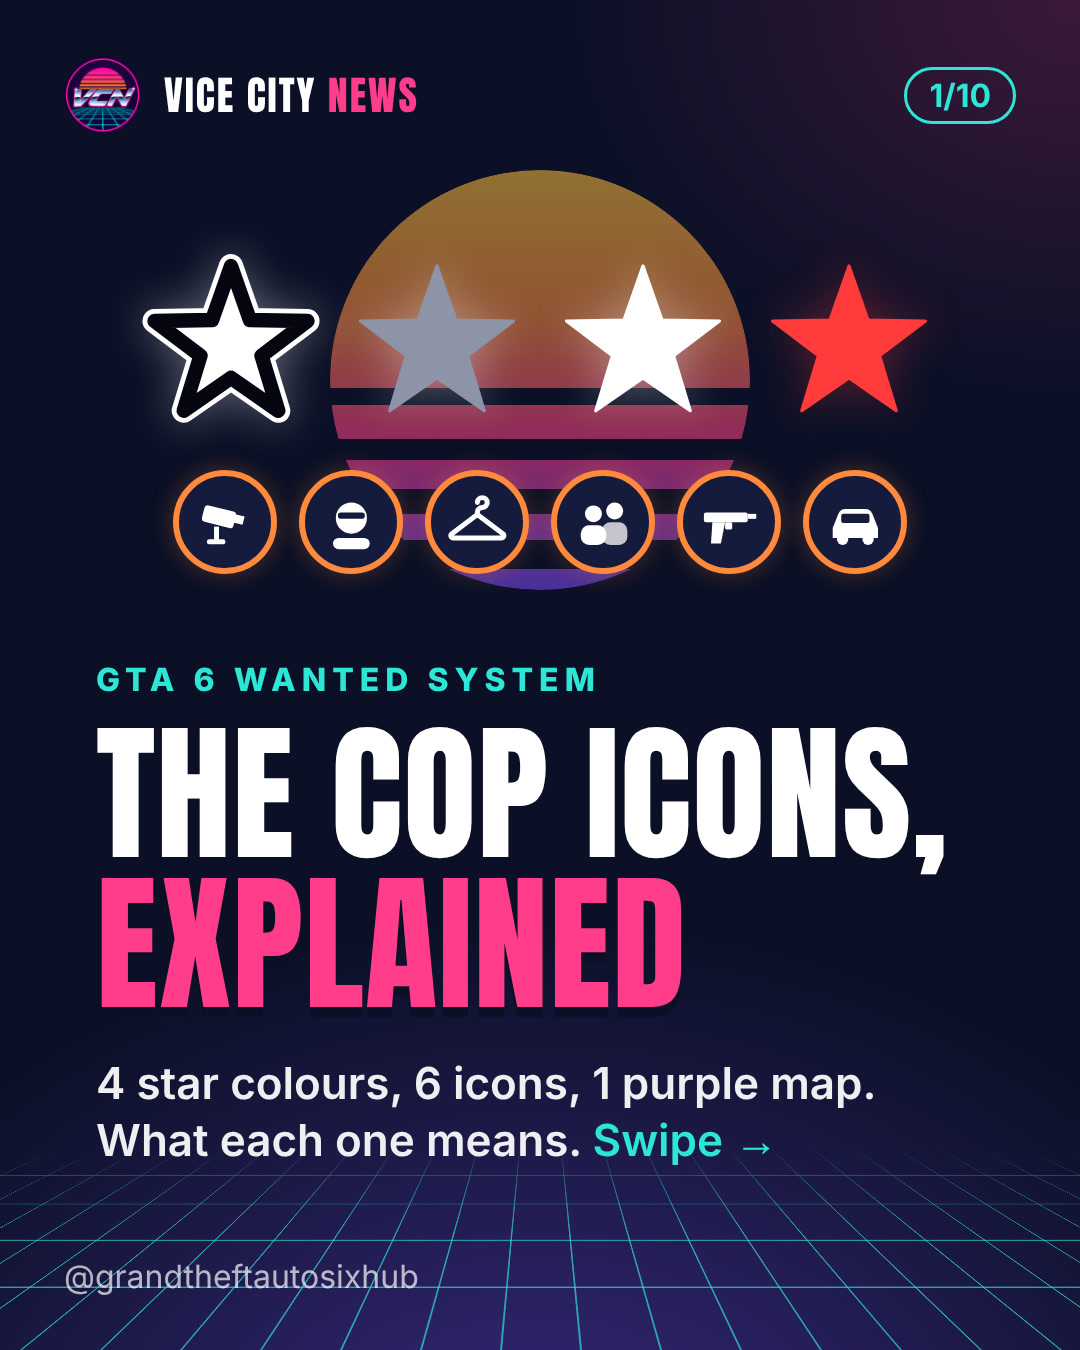 VCN
VICE CITY NEWS
1/10
GTA 6 WANTED SYSTEM
THE COP ICONS,
EXPLAINED
4 star colours, 6 icons, 1 purple map.
What each one means. Swipe →
@grandtheftautosixhub